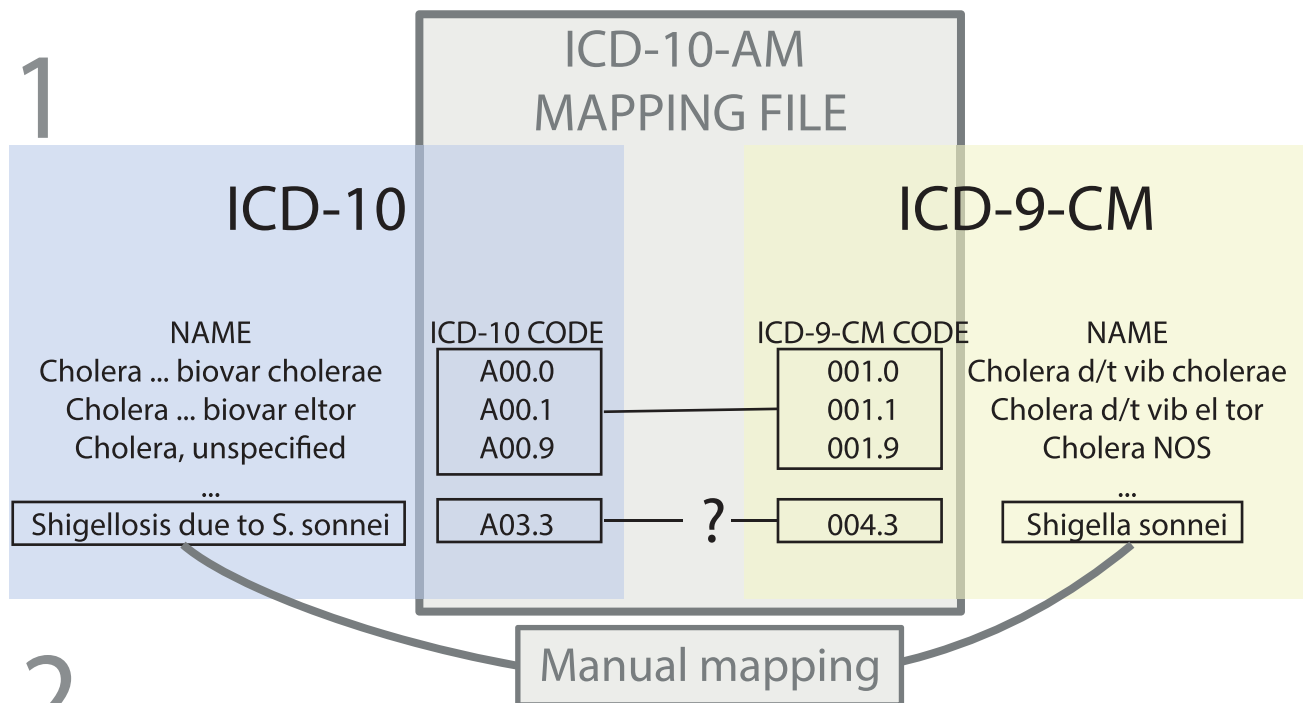 1
ICD-10-AM
MAPPING FILE
ICD-10
ICD-9-CM
NAME ICD-10 CODE ICD-9-CM CODE NAME
Cholera ... biovar cholerae A00.0 001.0 Cholera d/t vib cholerae
Cholera ... biovar eltor A00.1 001.1 Cholera d/t vib el tor
Cholera, unspecified A00.9 001.9 Cholera NOS
... ...
Shigellosis due to S. sonnei A03.3 ? 004.3 Shigella sonnei
Manual mapping
2